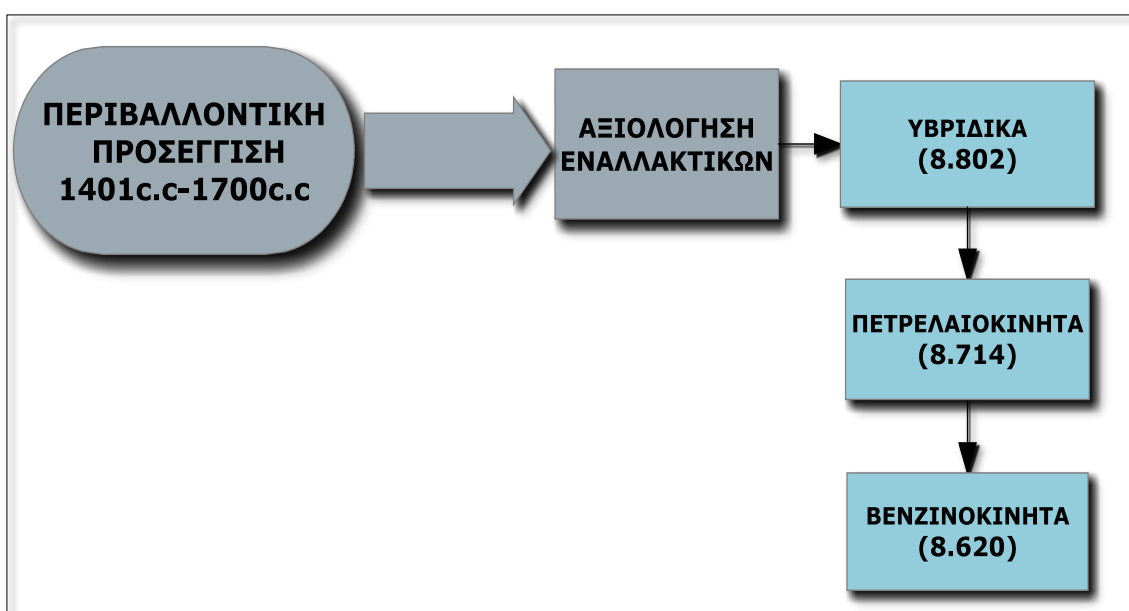 ΠΕΡΙΒΑΛΛΟΝΤΙΚΗ
ΠΡΟΣΕΓΓΙΣΗ
1401c.c-1700c.c
ΑΞΙΟΛΟΓΗΣΗ
ΕΝΑΛΛΑΚΤΙΚΩΝ
ΥΒΡΙΔΙΚΑ
(8.802)
ΠΕΤΡΕΛΑΙΟΚΙΝΗΤΑ
(8.714)
ΒΕΝΖΙΝΟΚΙΝΗΤΑ
(8.620)